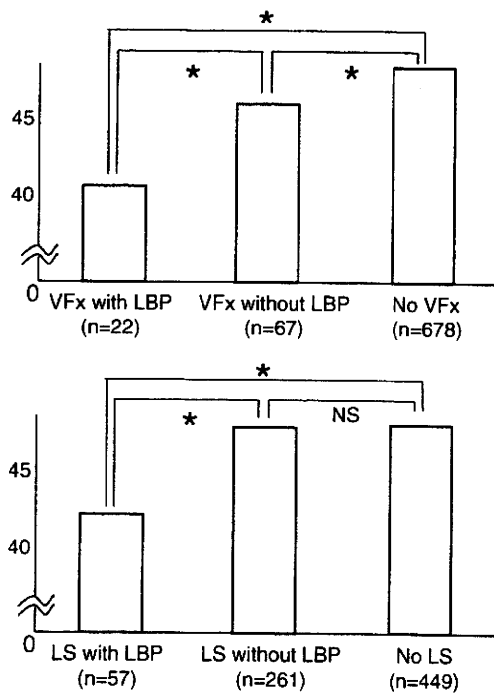 *
* *
45
40
0
VFx with LBP VFx without LBP No VFx
(n=22) (n=67) (n=678)
*
* NS
45
40
0
LS with LBP LS without LBP No LS
(n=57) (n=261) (n=449)